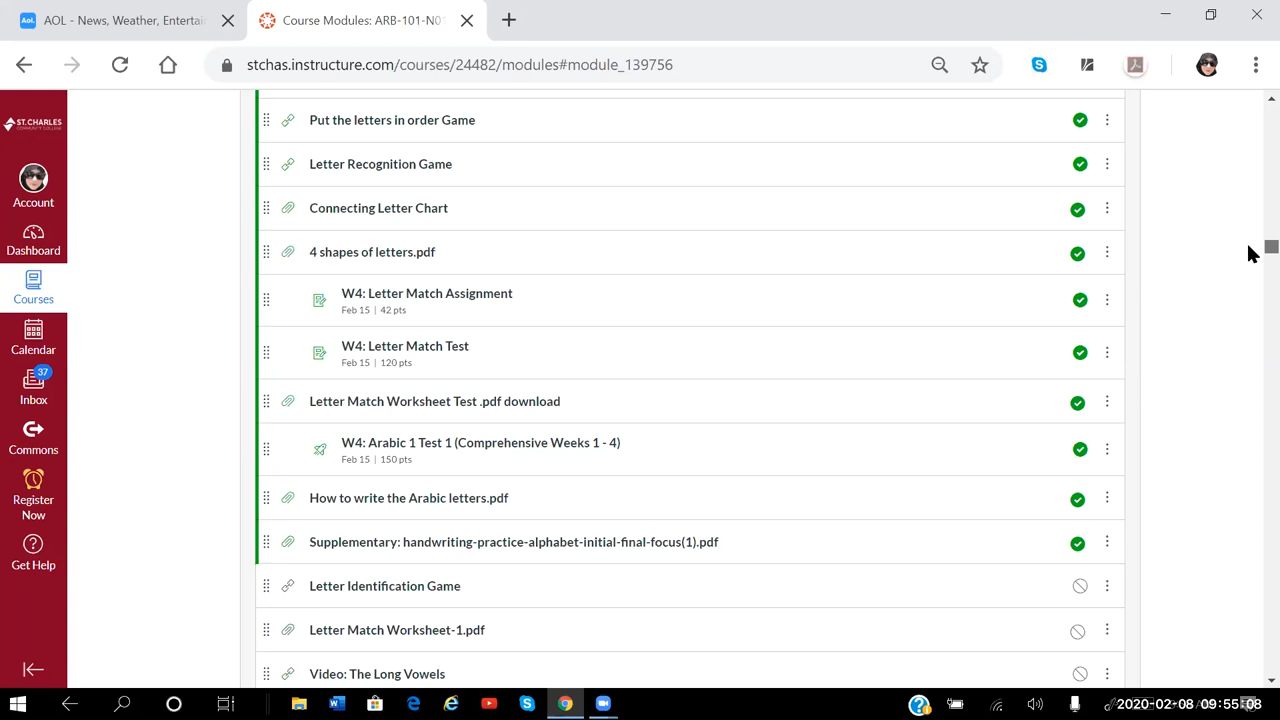 Aol.
AOL - News, Weather, Entertai
Course Modules: ARB-101-N0
stchas.instructure.com/courses/24482/modules#module_139756
ST.CHARLES
COMMUNITY COLLEGE
Account
Dashboard
Courses
Calendar
37
Inbox
Commons
Register
Now
Get Help
Put the letters in order Game
Letter Recognition Game
Connecting Letter Chart
4 shapes of letters.pdf
W4: Letter Match Assignment
Feb 15 | 42 pts
W4: Letter Match Test
Feb 15 | 120 pts
Letter Match Worksheet Test .pdf download
W4: Arabic 1 Test 1 (Comprehensive Weeks 1 - 4)
Feb 15 | 150 pts
How to write the Arabic letters.pdf
Supplementary: handwriting-practice-alphabet-initial-final-focus(1).pdf
Letter Identification Game
Letter Match Worksheet-1.pdf
Video: The Long Vowels
2020-02-08 09:55:08